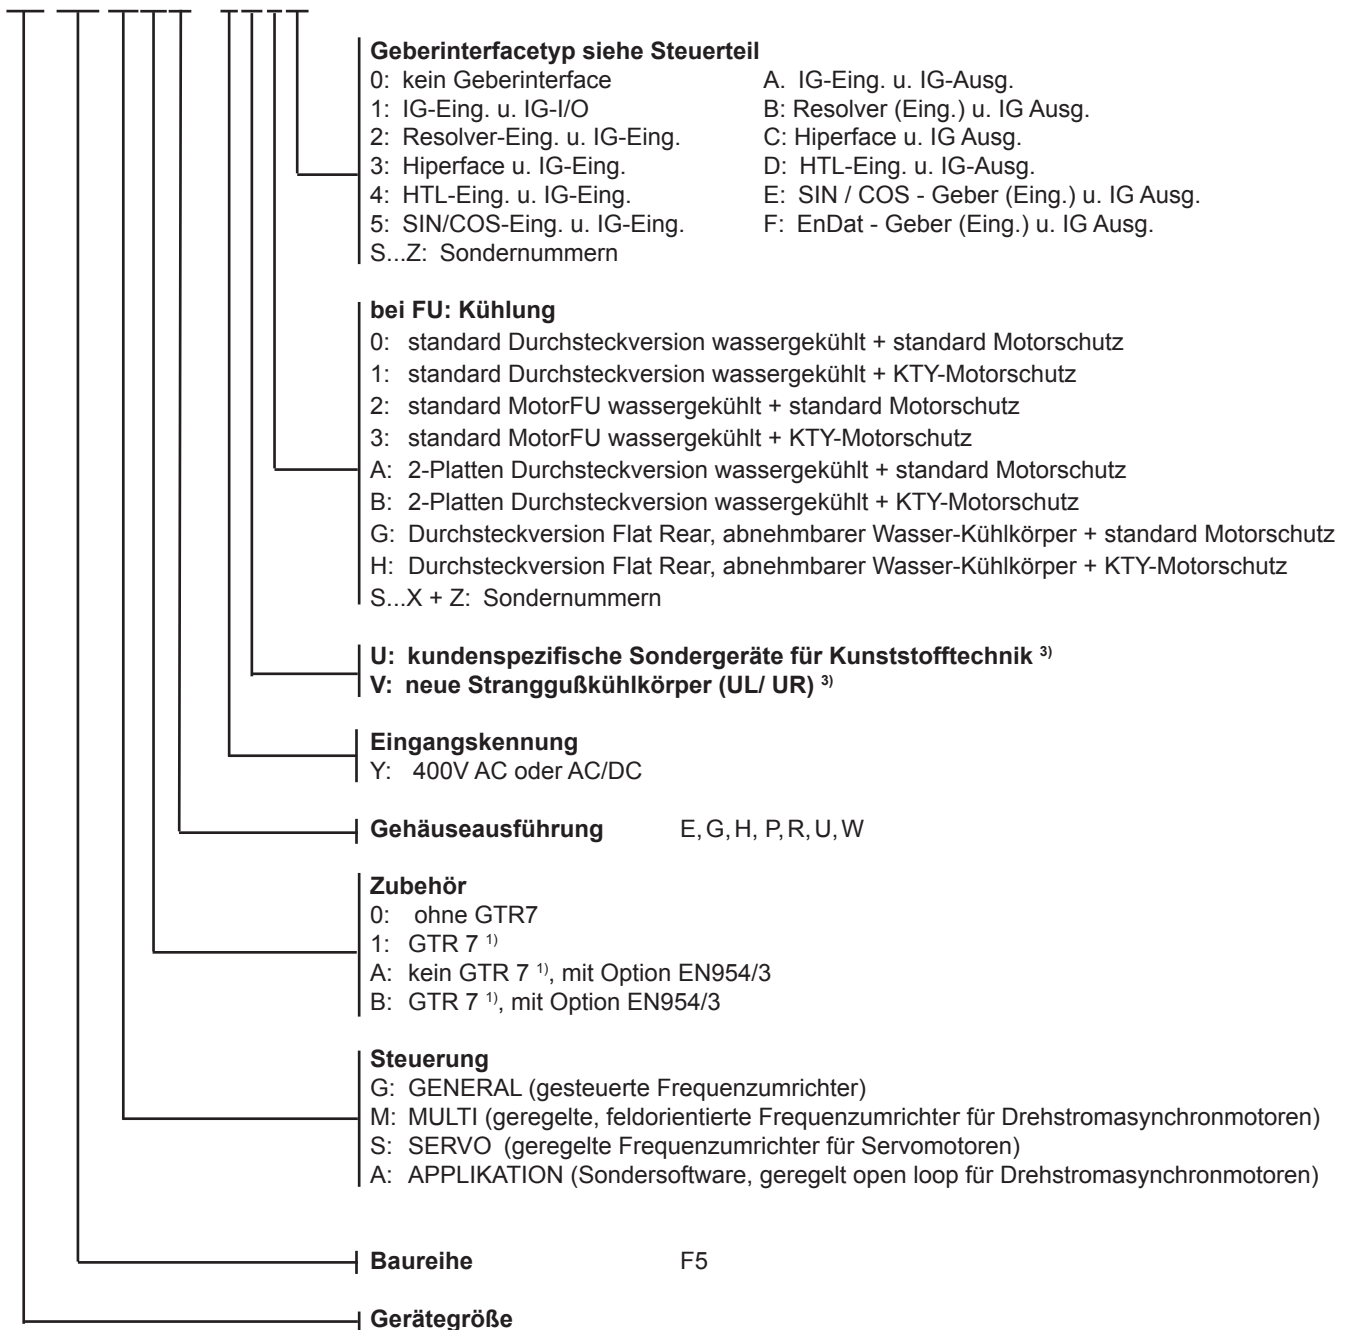 Geberinterfacetyp siehe Steuerteil
0: kein Geberinterface A. IG-Eing. u. IG-Ausg.
1: IG-Eing. u. IG-I/O B: Resolver (Eing.) u. IG Ausg.
2: Resolver-Eing. u. IG-Eing. C: Hiperface u. IG Ausg.
3: Hiperface u. IG-Eing. D: HTL-Eing. u. IG-Ausg.
4: HTL-Eing. u. IG-Eing. E: SIN / COS - Geber (Eing.) u. IG Ausg.
5: SIN/COS-Eing. u. IG-Eing. F: EnDat - Geber (Eing.) u. IG Ausg.
S...Z: Sondernummern
bei FU: Kühlung
0: standard Durchsteckversion wassergekühlt + standard Motorschutz
1: standard Durchsteckversion wassergekühlt + KTY-Motorschutz
2: standard MotorFU wassergekühlt + standard Motorschutz
3: standard MotorFU wassergekühlt + KTY-Motorschutz
A: 2-Platten Durchsteckversion wassergekühlt + standard Motorschutz
B: 2-Platten Durchsteckversion wassergekühlt + KTY-Motorschutz
G: Durchsteckversion Flat Rear, abnehmbarer Wasser-Kühlkörper + standard Motorschutz
H: Durchsteckversion Flat Rear, abnehmbarer Wasser-Kühlkörper + KTY-Motorschutz
S...X + Z: Sondernummern
U: kundenspezifische Sondergeräte für Kunststofftechnik 3)
V: neue Stranggußkühlkörper (UL/ UR) 3)
Eingangskennung
Y: 400V AC oder AC/DC
Gehäuseausführung E, G, H, P, R, U, W
Zubehör
0: ohne GTR7
1: GTR 7 1)
A: kein GTR 7 1), mit Option EN954/3
B: GTR 7 1), mit Option EN954/3
Steuerung
G: GENERAL (gesteuerte Frequenzumrichter)
M: MULTI (geregelte, feldorientierte Frequenzumrichter für Drehstromasynchronmotoren)
S: SERVO (geregelte Frequenzumrichter für Servomotoren)
A: APPLIKATION (Sondersoftware, geregelt open loop für Drehstromasynchronmotoren)
Baureihe F5
Gerätegröße